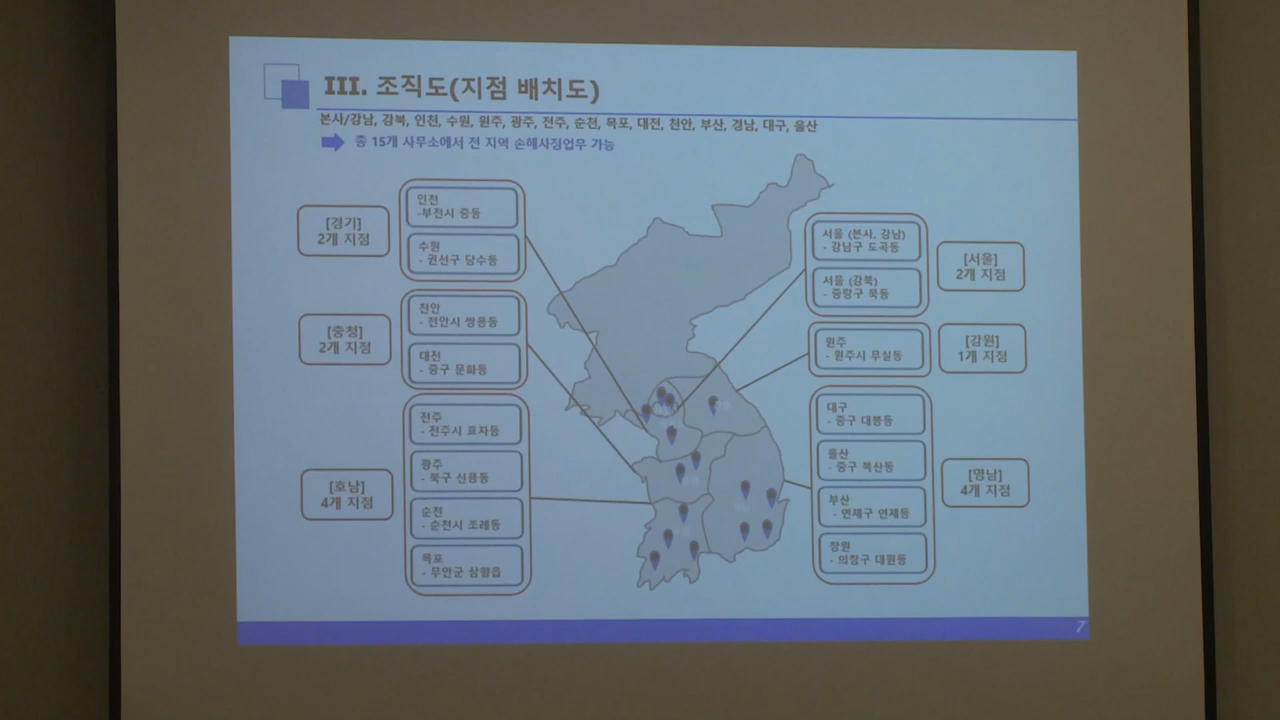 III. 조직도(지점 배치도)
본사/강남, 강북, 인천, 수원, 원주, 광주, 전주, 순천, 목포, 대전, 천안, 부산, 경남, 대구, 울산
총 15개 사무소에서 전 지역 손해사정업무 가능
[경기]
2개 지점
인천
-부천시 중동
수원
- 권선구 당수동
[충청]
2개 지점
천안
- 천안시 쌍용동
대전
- 중구 문화동
[호남]
4개 지점
전주
- 전주시 효자동
광주
- 북구 신용동
순천
- 순천시 조례동
목포
- 무안군 삼향읍
서울 (본사, 강남)
- 강남구 도곡동
서울 (강북)
- 중랑구 묵동
[서울]
2개 지점
원주
- 원주시 무실동
[강원]
1개 지점
대구
- 중구 대봉동
울산
- 중구 복산동
부산
- 연제구 연제동
창원
- 의창구 대원동
[영남]
4개 지점
7